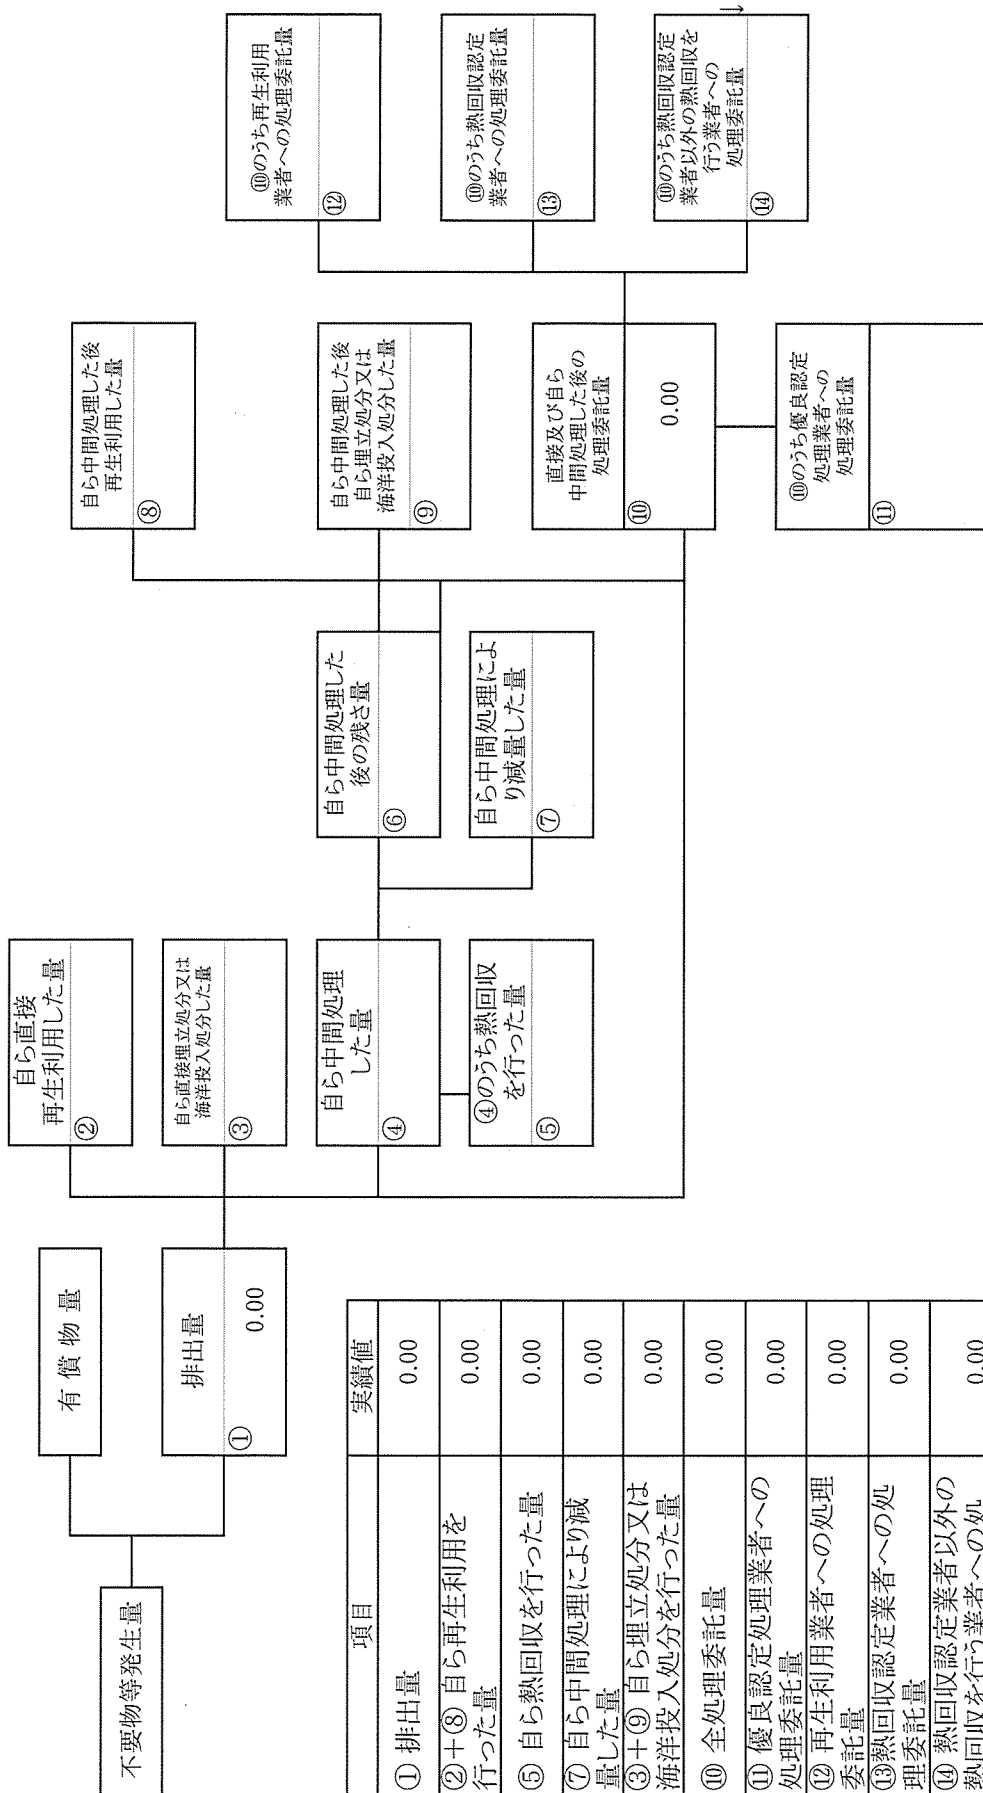 不要物等発生量
有償物量
排出量
①
0.00
自ら直接
再生利用した量
②
自ら直接埋立処分又は
海洋投入処分した量
③
自ら中間処理
した量
④
④のうち熱回収
を行った量
⑤
自ら中間処理した
後の残さ量
⑥
自ら中間処理によ
り減量した量
⑦
自ら中間処理した後
再生利用した量
⑧
自ら中間処理した後
自ら埋立処分又は
海洋投入処分した量
⑨
直接及び自ら
中間処理した後の
処理委託量
⑩
0.00
⑩のうち優良認定
処理業者への
処理委託量
⑪
⑩のうち再生利用
業者への処理委託量
⑫
⑩のうち熱回収認定
業者への処理委託量
⑬
⑩のうち熱回収認定
業者以外の熱回収を
行う業者への
処理委託量
⑭
↓
項目 実績値
①排出量 0.00
②+⑧ 自ら再生利用を
行った量 0.00
⑤ 自ら熱回収を行った量 0.00
⑦ 自ら中間処理により減
量した量 0.00
③+⑨ 自ら埋立処分又は
海洋投入処分を行った量 0.00
⑩ 全処理委託量 0.00
⑪ 優良認定処理業者への
処理委託量 0.00
⑫ 再生利用業者への処理
委託量 0.00
⑬熱回収認定業者への処
理委託量 0.00
⑭ 熱回収認定業者以外の
熱回収を行う業者への処 0.00